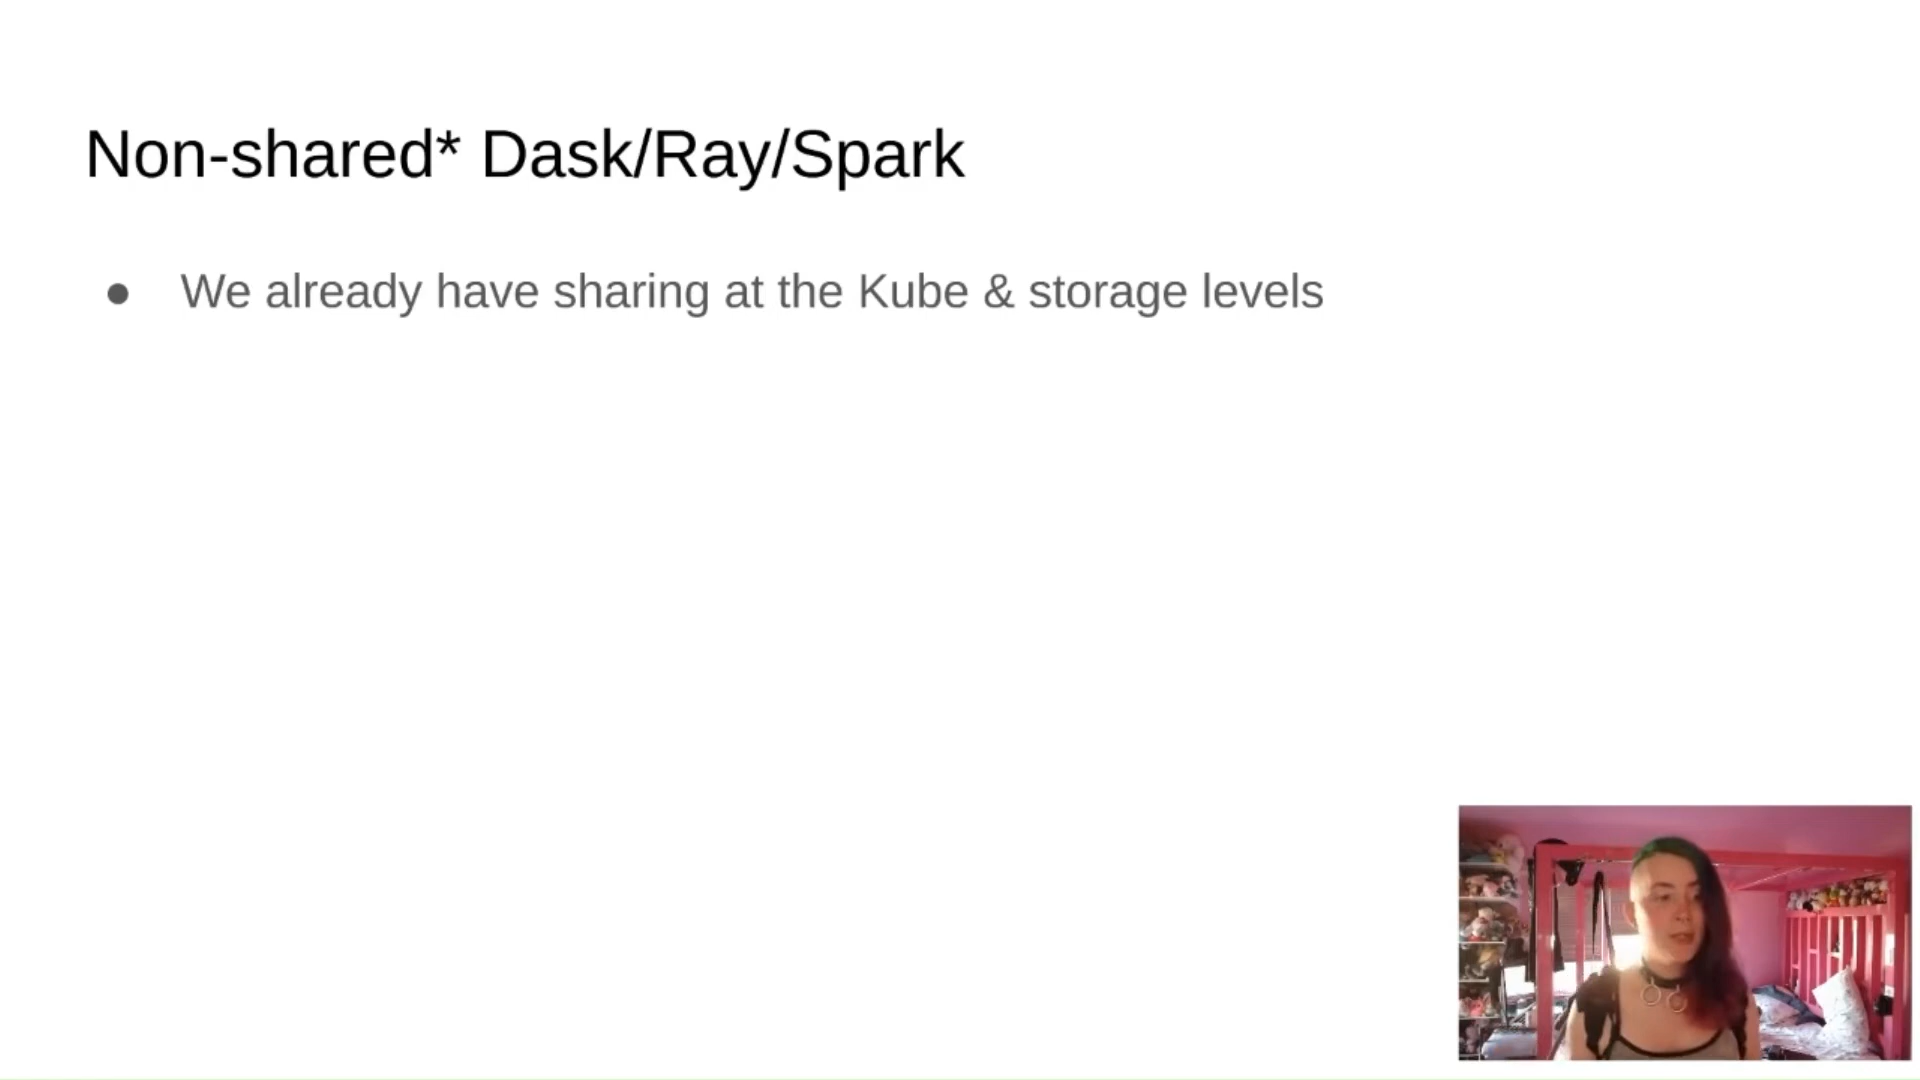 Non-shared* Dask/Ray/Spark
● We already have sharing at the Kube & storage levels